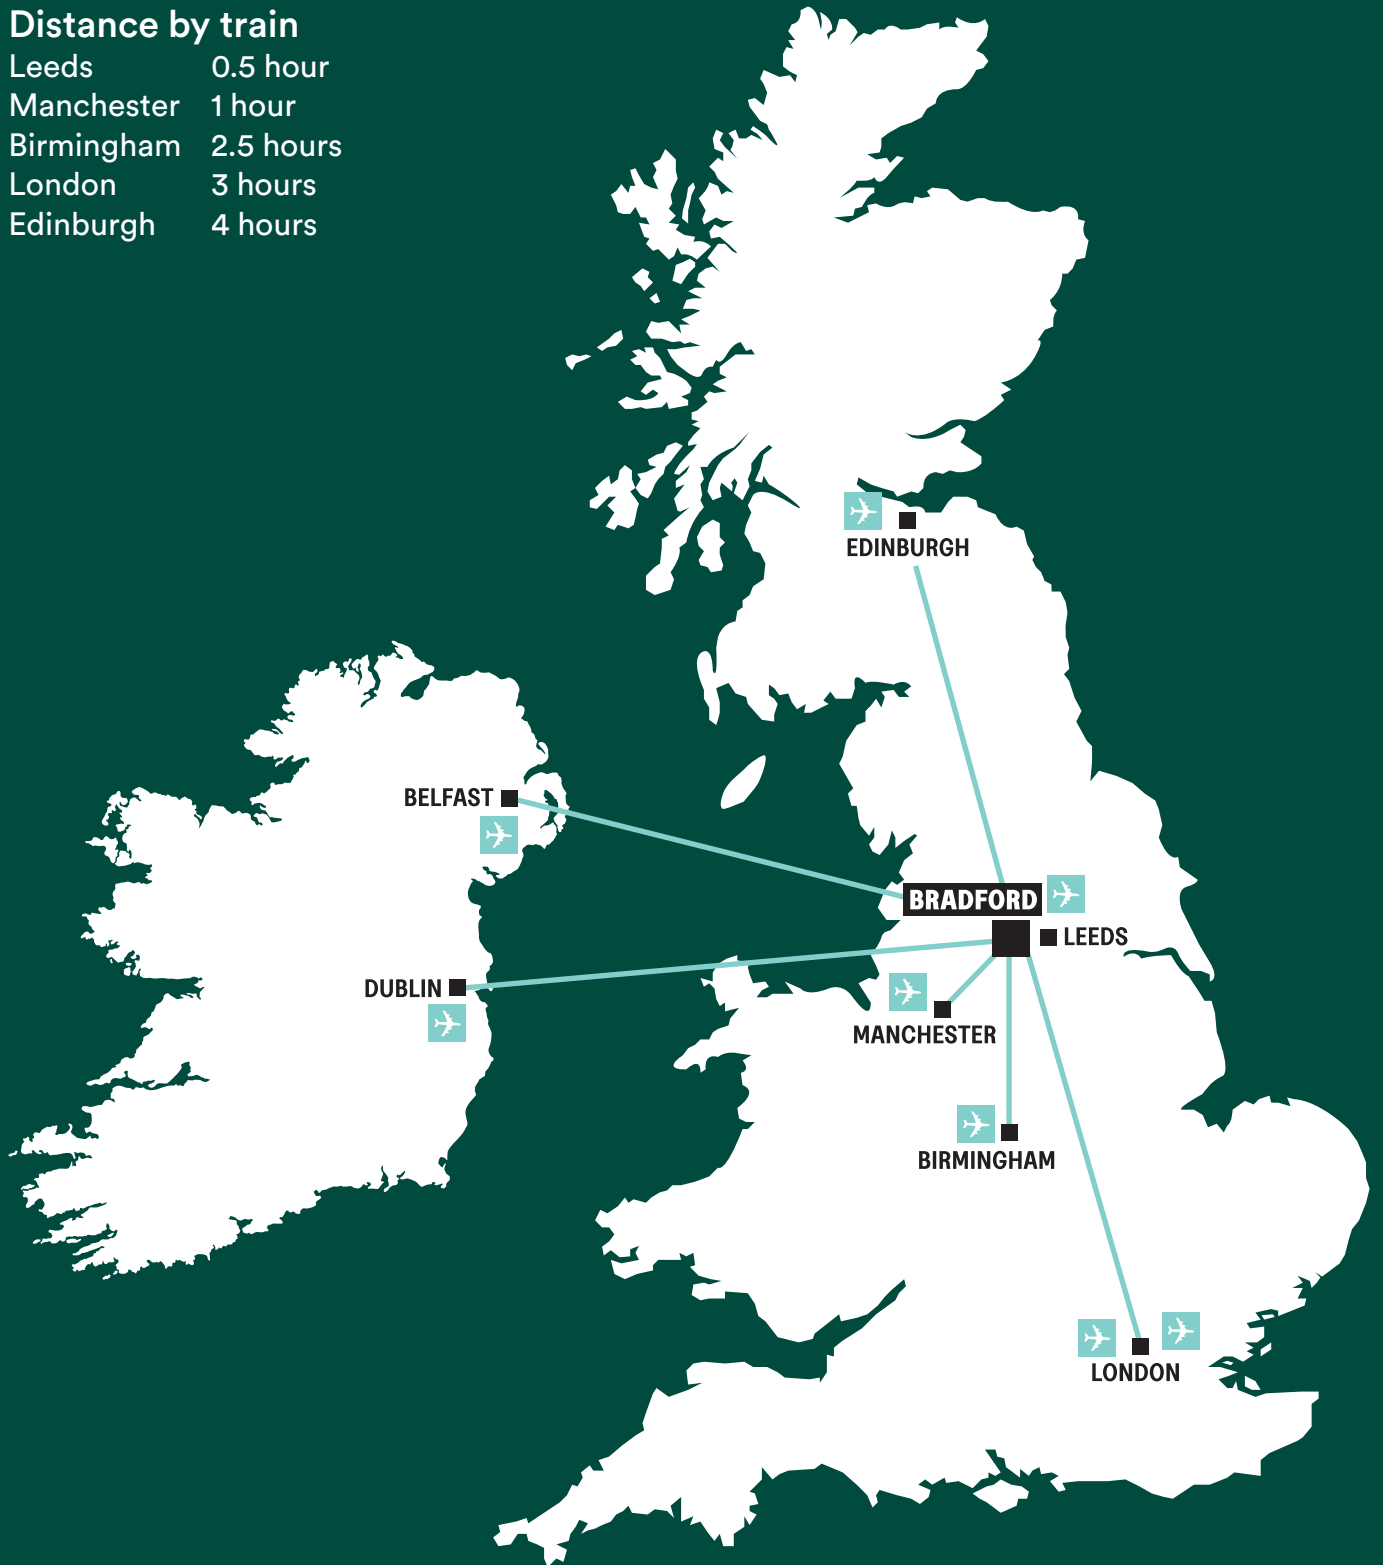 Distance by train
Leeds 0.5 hour
Manchester 1 hour
Birmingham 2.5 hours
London 3 hours
Edinburgh 4 hours
EDINBURGH
BELFAST
BRADFORD
LEEDS
DUBLIN
MANCHESTER
BIRMINGHAM
LONDON